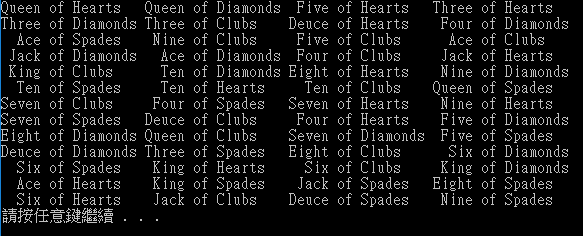 Queen of Hearts   Queen of Diamonds  Five of Hearts   Three of Hearts
Three of Diamonds Three of Clubs    Deuce of Hearts    Four of Diamonds
  Ace of Spades    Nine of Clubs     Five of Clubs      Ace of Clubs
 Jack of Diamonds   Ace of Diamonds  Four of Clubs     Jack of Hearts
 King of Clubs      Ten of Diamonds Eight of Hearts    Nine of Diamonds
  Ten of Spades     Ten of Hearts     Ten of Clubs    Queen of Spades
Seven of Clubs     Four of Spades   Seven of Hearts    Nine of Hearts
Seven of Spades   Deuce of Clubs     Four of Hearts    Five of Diamonds
Eight of Diamonds Queen of Clubs    Seven of Diamonds  Five of Spades
Deuce of Diamonds Three of Spades   Eight of Clubs      Six of Diamonds
  Six of Spades    King of Hearts     Six of Clubs     King of Diamonds
  Ace of Hearts    King of Spades    Jack of Spades   Eight of Spades
  Six of Hearts    Jack of Clubs    Deuce of Spades    Nine of Spades
請按任意鍵繼續 . . .